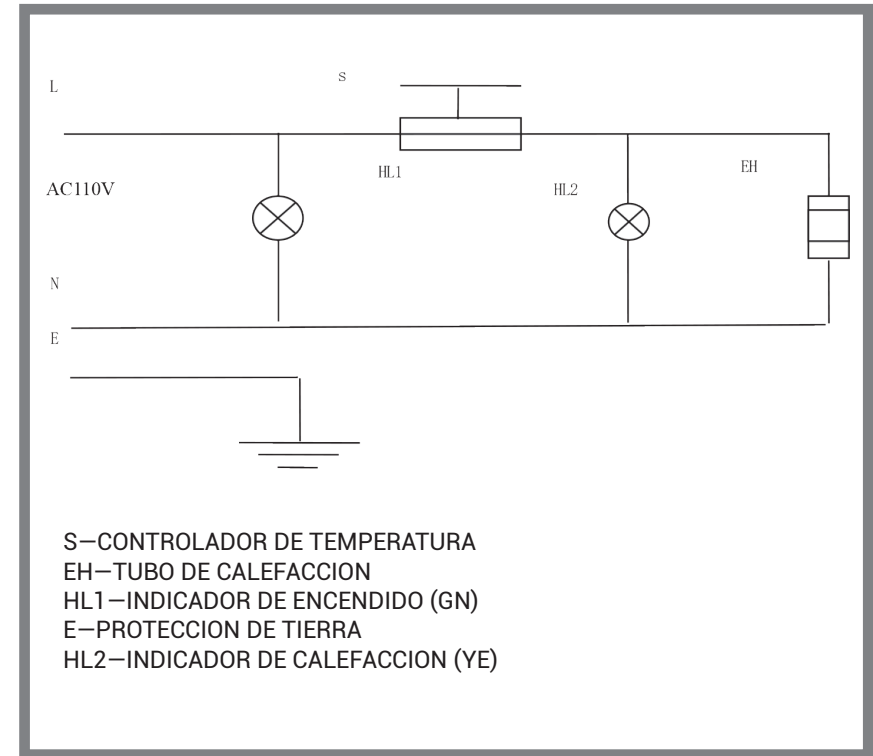 L
S
HL1
EH
AC110V
HL2
N
E
S—CONTROLADOR DE TEMPERATURA
EH—TUBO DE CALEFACCION
HL1—INDICADOR DE ENCENDIDO (GN)
E—PROTECCION DE TIERRA
HL2—INDICADOR DE CALEFACCION (YE)